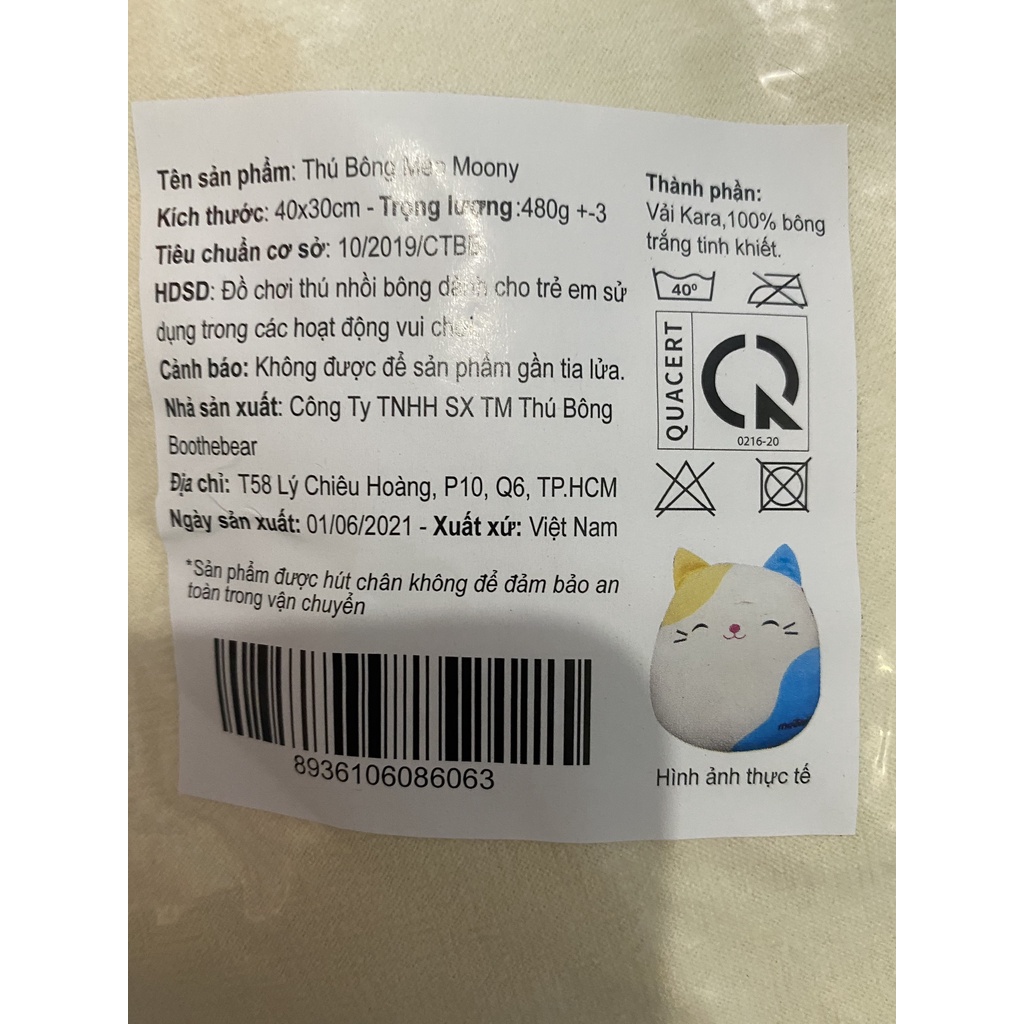 Tên sản phẩm: Thú Bông Moony
Kích thước: 40x30cm - Trọng lượng:480g +-3
Tiêu chuẩn cơ sở: 10/2019/CTBE
HDSD: Đồ chơi thú nhồi bông dành cho trẻ em sử
dụng trong các hoạt động vui
Cảnh báo: Không được để sản phẩm gần tia lửa.
Nhà sản xuất: Công Ty TNHH SX TM Thú Bông
Boothebear
Địa chỉ: T58 Lý Chiêu Hoàng, P10, Q6, TP.HCM
Ngày sản xuất: 01/06/2021 - Xuất xứ: Việt Nam
*Sản phẩm được hút chân không để đảm bảo an
toàn trong vận chuyển
8936106086063
Thành phần:
Vải Kara,100% bông
trắng tinh khiết.
40°
QUACERT
0216-20
Hình ảnh thực tế